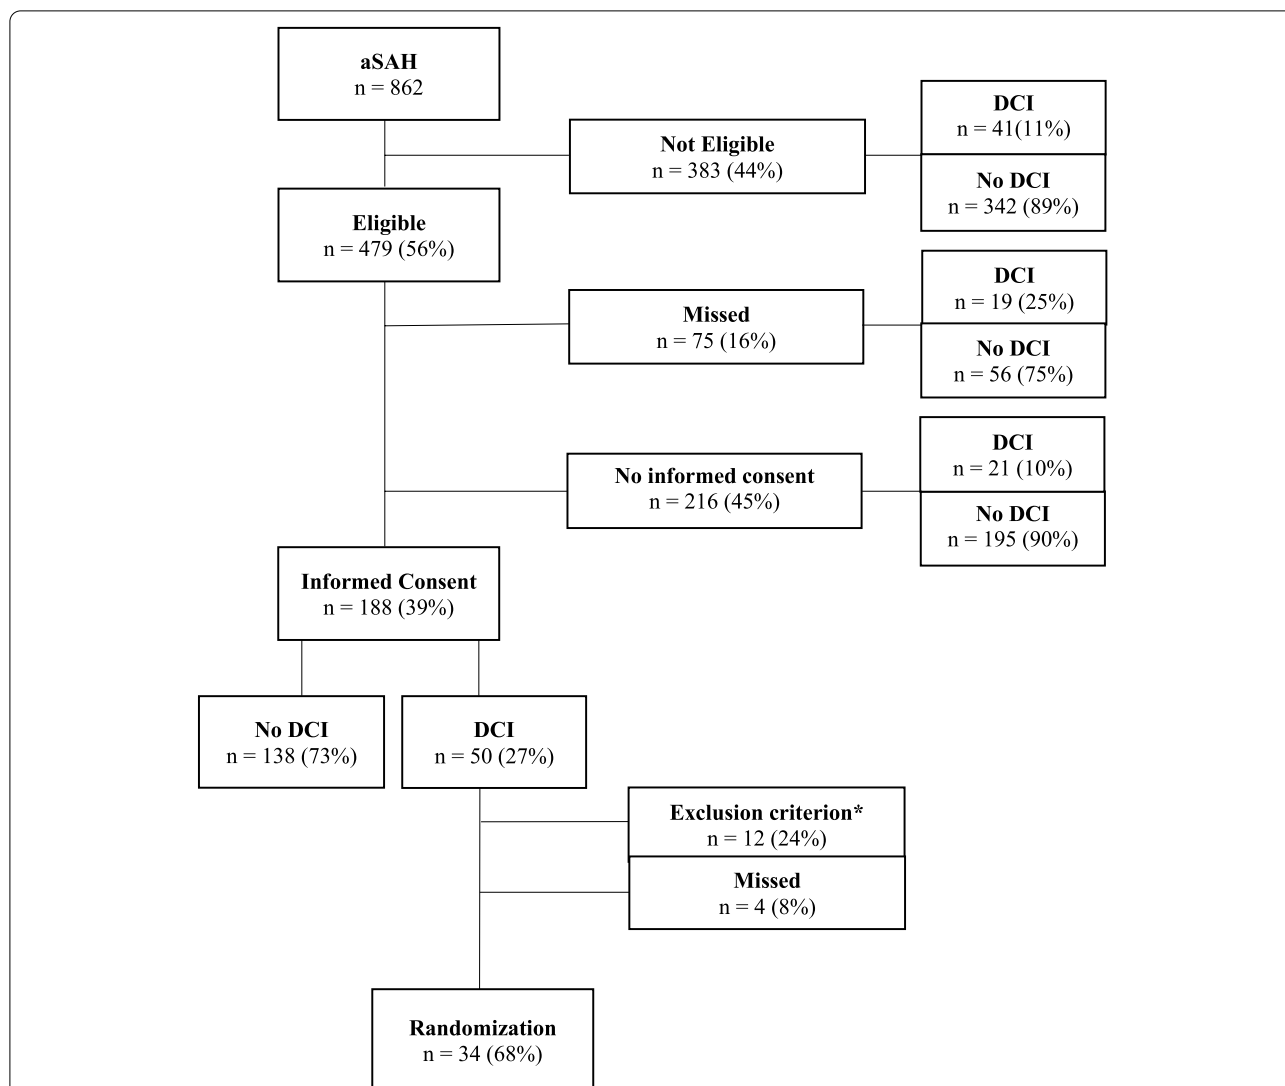 aSAH
n = 862
Not Eligible
n = 383 (44%)
DCI
n = 41(11%)
No DCI
n = 342 (89%)
Eligible
n = 479 (56%)
Missed
n = 75 (16%)
DCI
n = 19 (25%)
No DCI
n = 56 (75%)
No informed consent
n = 216 (45%)
DCI
n = 21 (10%)
No DCI
n = 195 (90%)
Informed Consent
n = 188 (39%)
No DCI
n = 138 (73%)
DCI
n = 50 (27%)
Exclusion criterion*
n = 12 (24%)
Missed
n = 4 (8%)
Randomization
n = 34 (68%)